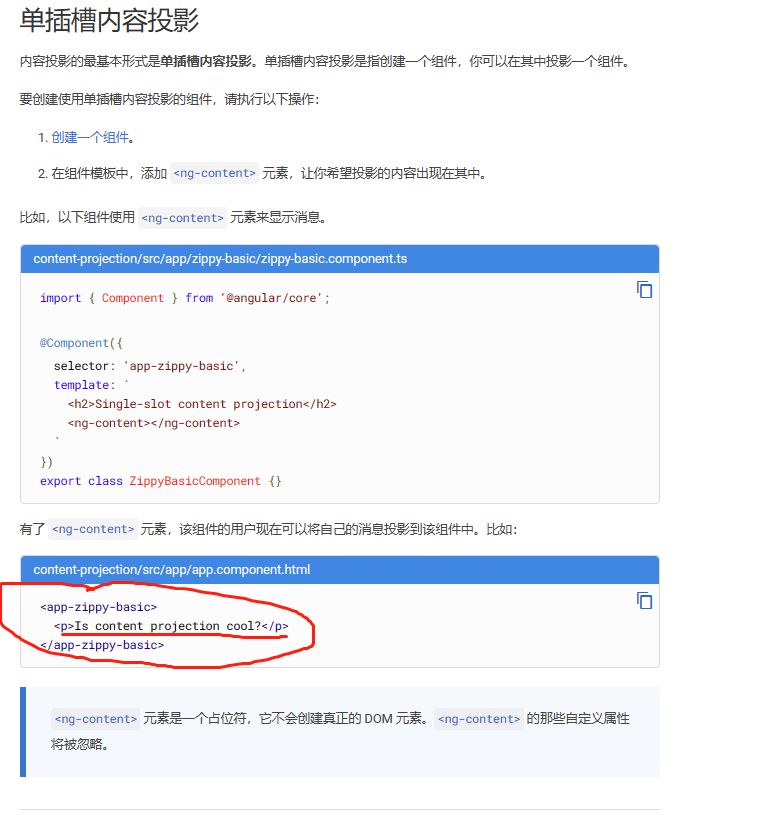 单插槽内容投影
内容投影的最基本形式是单插槽内容投影。单插槽内容投影是指创建一个组件，你可以在其中投影一个组件。
要创建使用单插槽内容投影的组件，请执行以下操作：
1. 创建一个组件。
2. 在组件模板中，添加 <ng-content> 元素，让你希望投影的内容出现在其中。
比如，以下组件使用 <ng-content> 元素来显示消息。
content-projection/src/app/zippy-basic/zippy-basic.component.ts
import { Component } from '@angular/core';
@Component({
selector: 'app-zippy-basic',
template: `
<h2>Single-slot content projection</h2>
<ng-content></ng-content>
`
})
export class ZippyBasicComponent {}
有了 <ng-content> 元素，该组件的用户现在可以将自己的消息投影到该组件中。比如：
content-projection/src/app/app.component.html
<app-zippy-basic>
<p>Is content projection cool?</p>
</app-zippy-basic>
<ng-content> 元素是一个占位符，它不会创建真正的 DOM 元素。<ng-content> 的那些自定义属性
将被忽略。